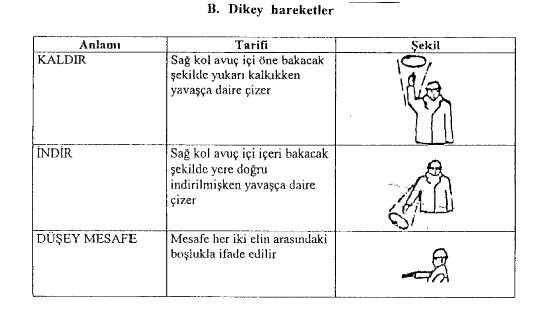 B. Dikey hareketler
Anlamı Tarifi Şekil
KALDIR
Sağ kol avuç içi öne bakacak
şekilde yukarı kalkıkken
yavaşça daire çizer
İNDİR
Sağ kol avuç içi içeri bakacak
şekilde yere doğru
indirilmişken yavaşça daire
çizer
DÜŞEY MESAFE
Mesafe her iki elin arasındaki
boşlukla ifade edilir